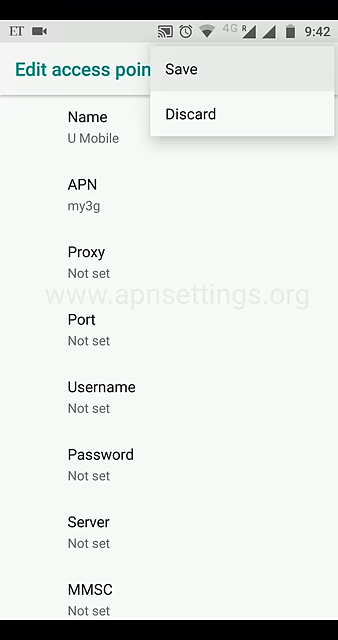 ET 4G R 9:42
Edit access poin
Save
Discard
Name
U Mobile
APN
my3g
Proxy
Not set
www.apnsettings.org
Port
Not set
Username
Not set
Password
Not set
Server
Not set
MMSC
Not set